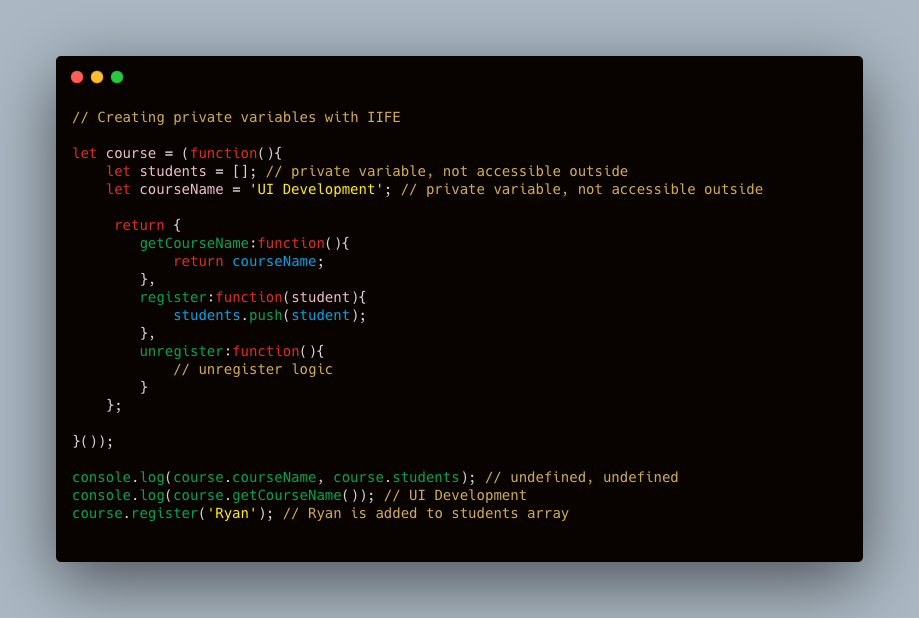 // Creating private variables with IIFE
let course = (function(){
    let students = []; // private variable, not accessible outside
    let courseName = 'UI Development'; // private variable, not accessible outside
     return {
        getCourseName:function(){
            return courseName;
        },
        register:function(student){
            students.push(student);
        },
        unregister:function(){
            // unregister logic
        }
    };
}());
console.log(course.courseName, course.students); // undefined, undefined
console.log(course.getCourseName()); // UI Development
course.register('Ryan'); // Ryan is added to students array